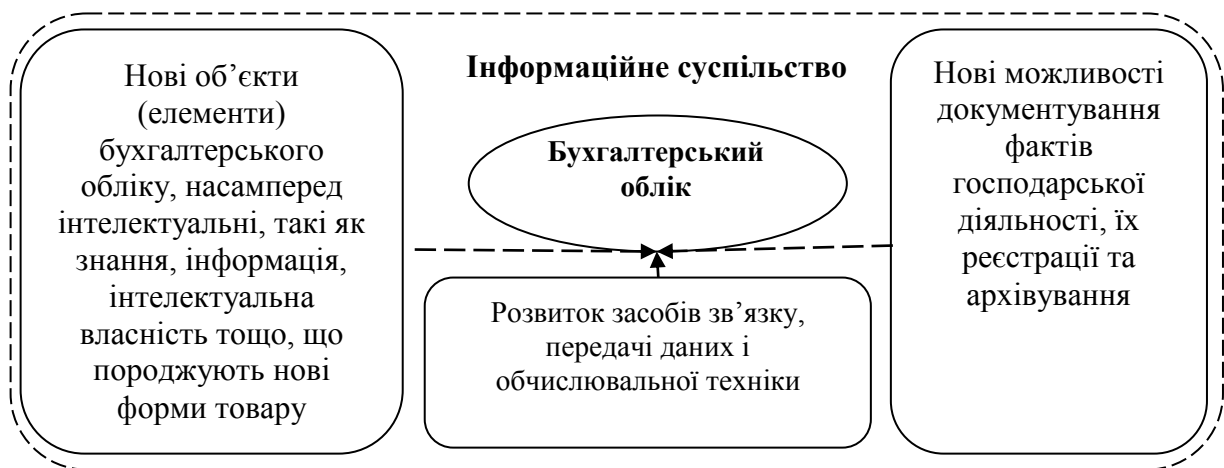 Нові об’єкти
(елементи)
бухгалтерського
обліку, насамперед
інтелектуальні, такі як
знання, інформація,
інтелектуальна
власність тощо, що
породжують нові
форми товару
Інформаційне суспільство
Бухгалтерський
облік
Розвиток засобів зв’язку,
передачі даних і
обчислювальної техніки
Нові можливості
документування
фактів
господарської
діяльності, їх
реєстрації та
архівування